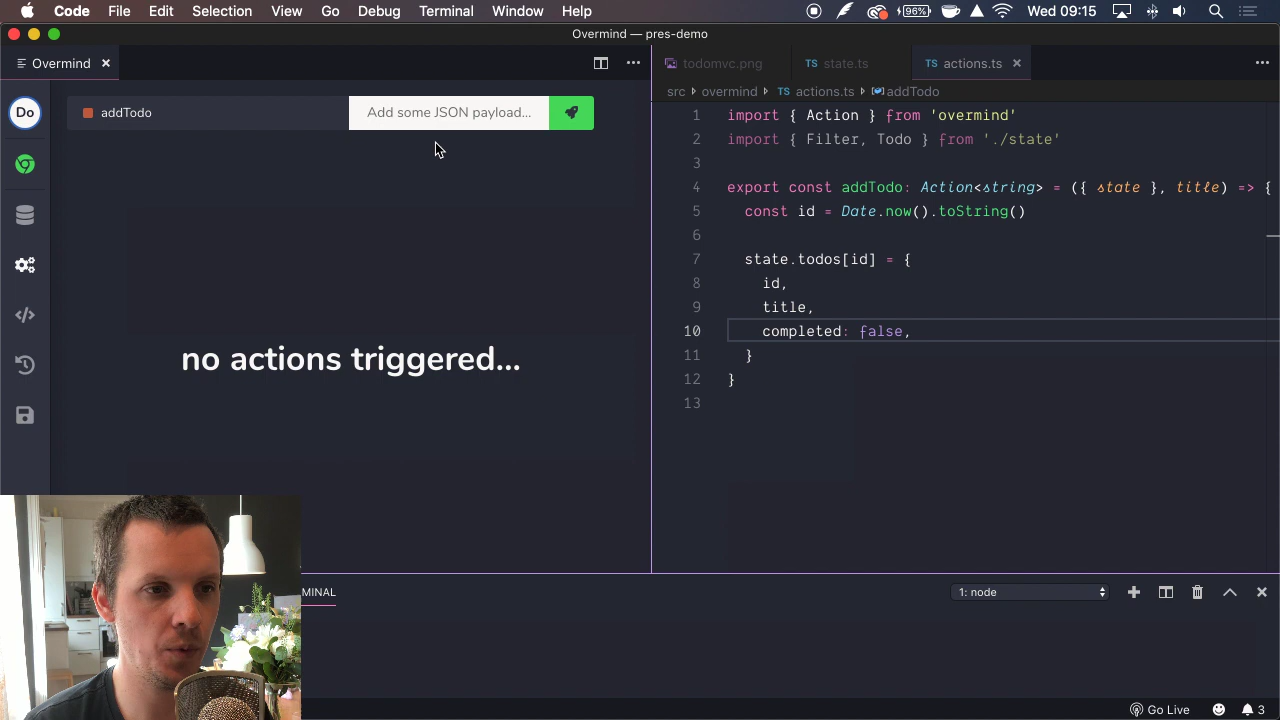 Code File Edit Selection View Go Debug Terminal Window Help 96% Wed 09:15
Overmind — pres-demo
Overmind
todomvc.png TS state.ts TS actions.ts
src overmind TS actions.ts addTodo
Do
addTodo Add some JSON payload...
no actions triggered...
1 import { Action } from 'overmind'
2 import { Filter, Todo } from './state'
3
4 export const addTodo: Action<string> = ({ state }, title) => {
5 const id = Date.now().toString()
6
7 state.todos[id] = {
8 id,
9 title,
10 completed: false,
11 }
12 }
13
MINAL
1: node
Go Live 3